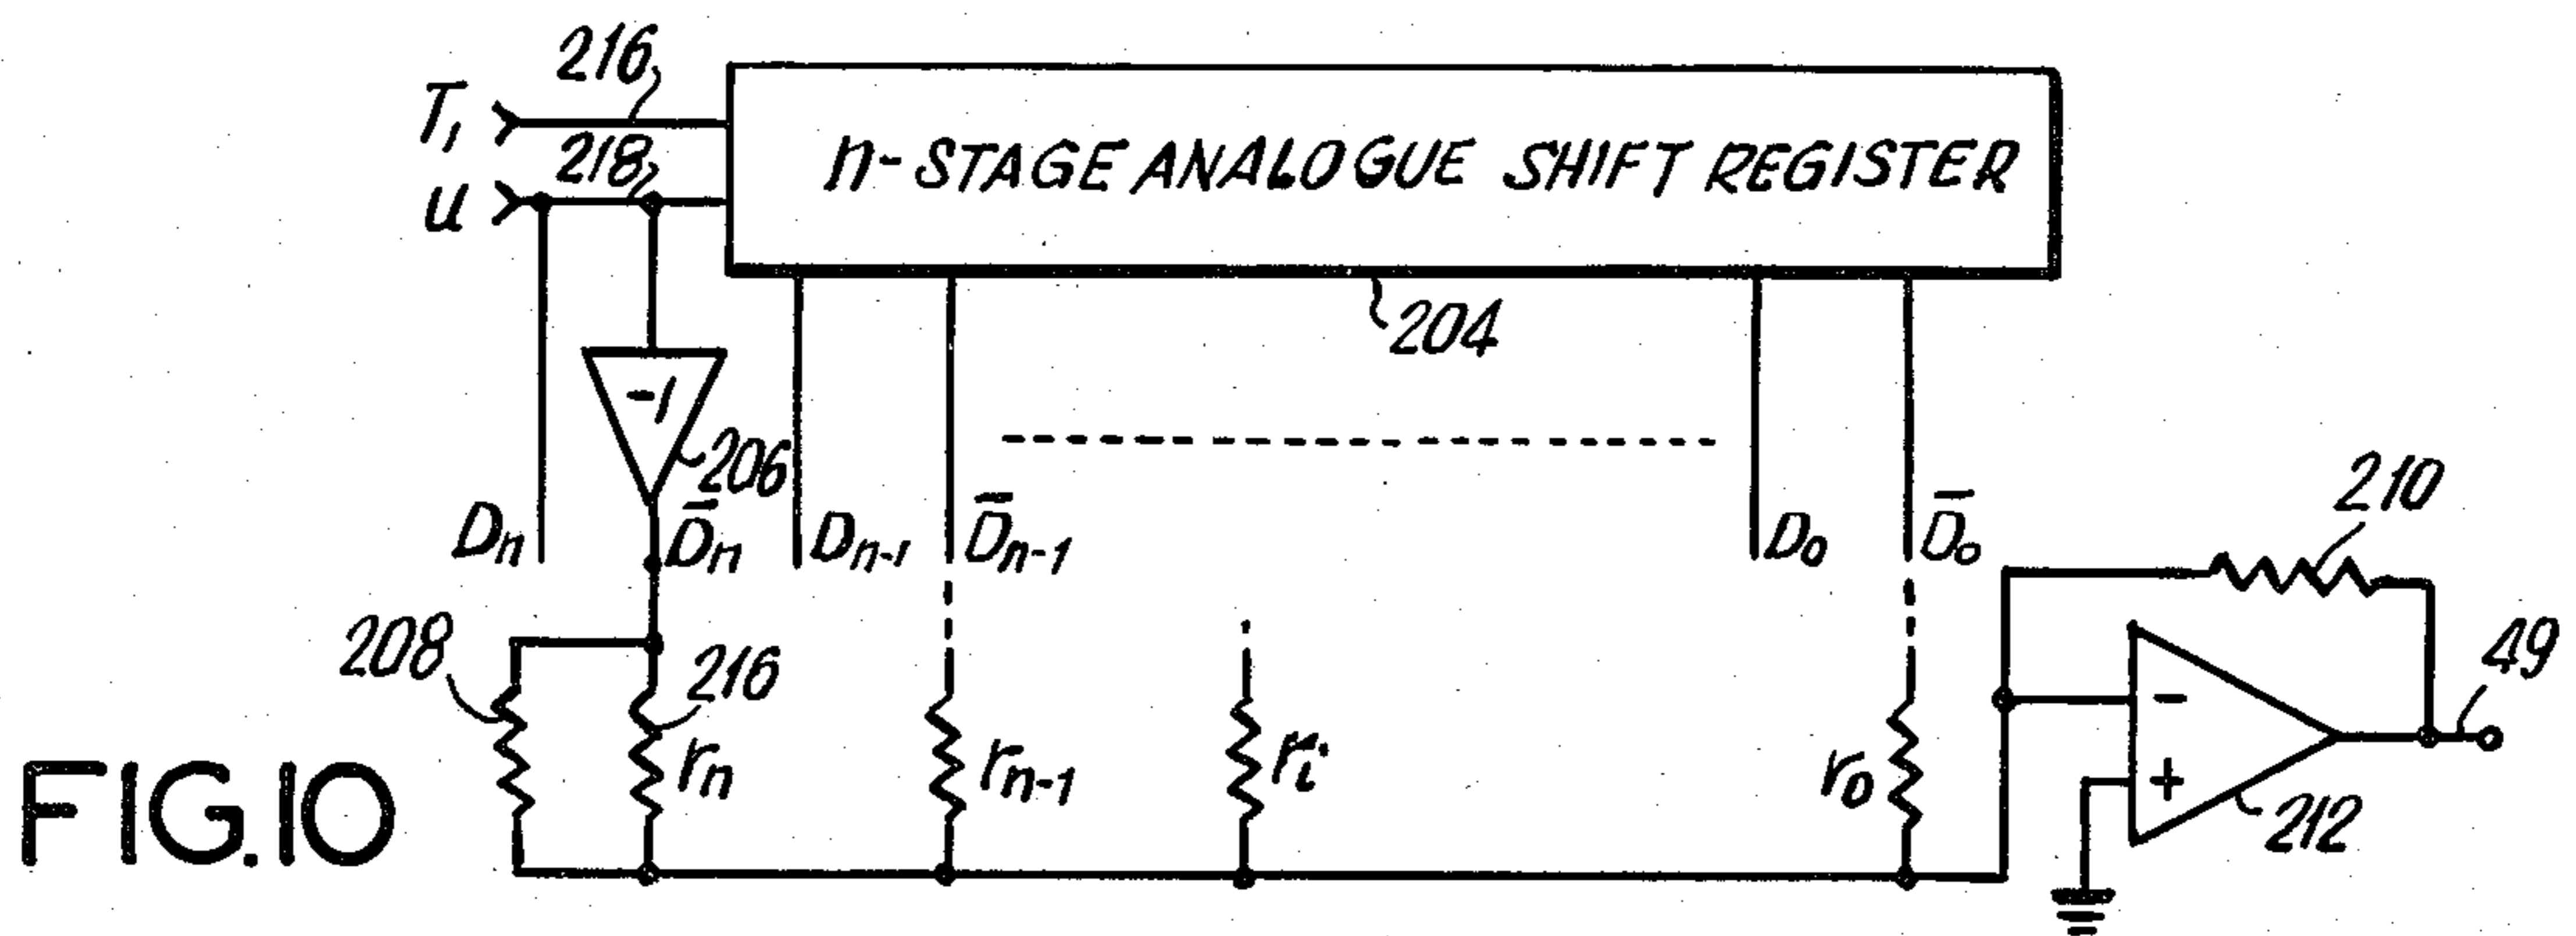 216
T₁
218
u
n-STAGE ANALOGUE SHIFT REGISTER
204
-1
206
Dₙ
D̄ₙ
Dₙ₋₁
D̄ₙ₋₁
D₀
D̄₀
210
208
216
rₙ
rₙ₋₁
rᵢ
r₀
-
+
49
212
FIG.10